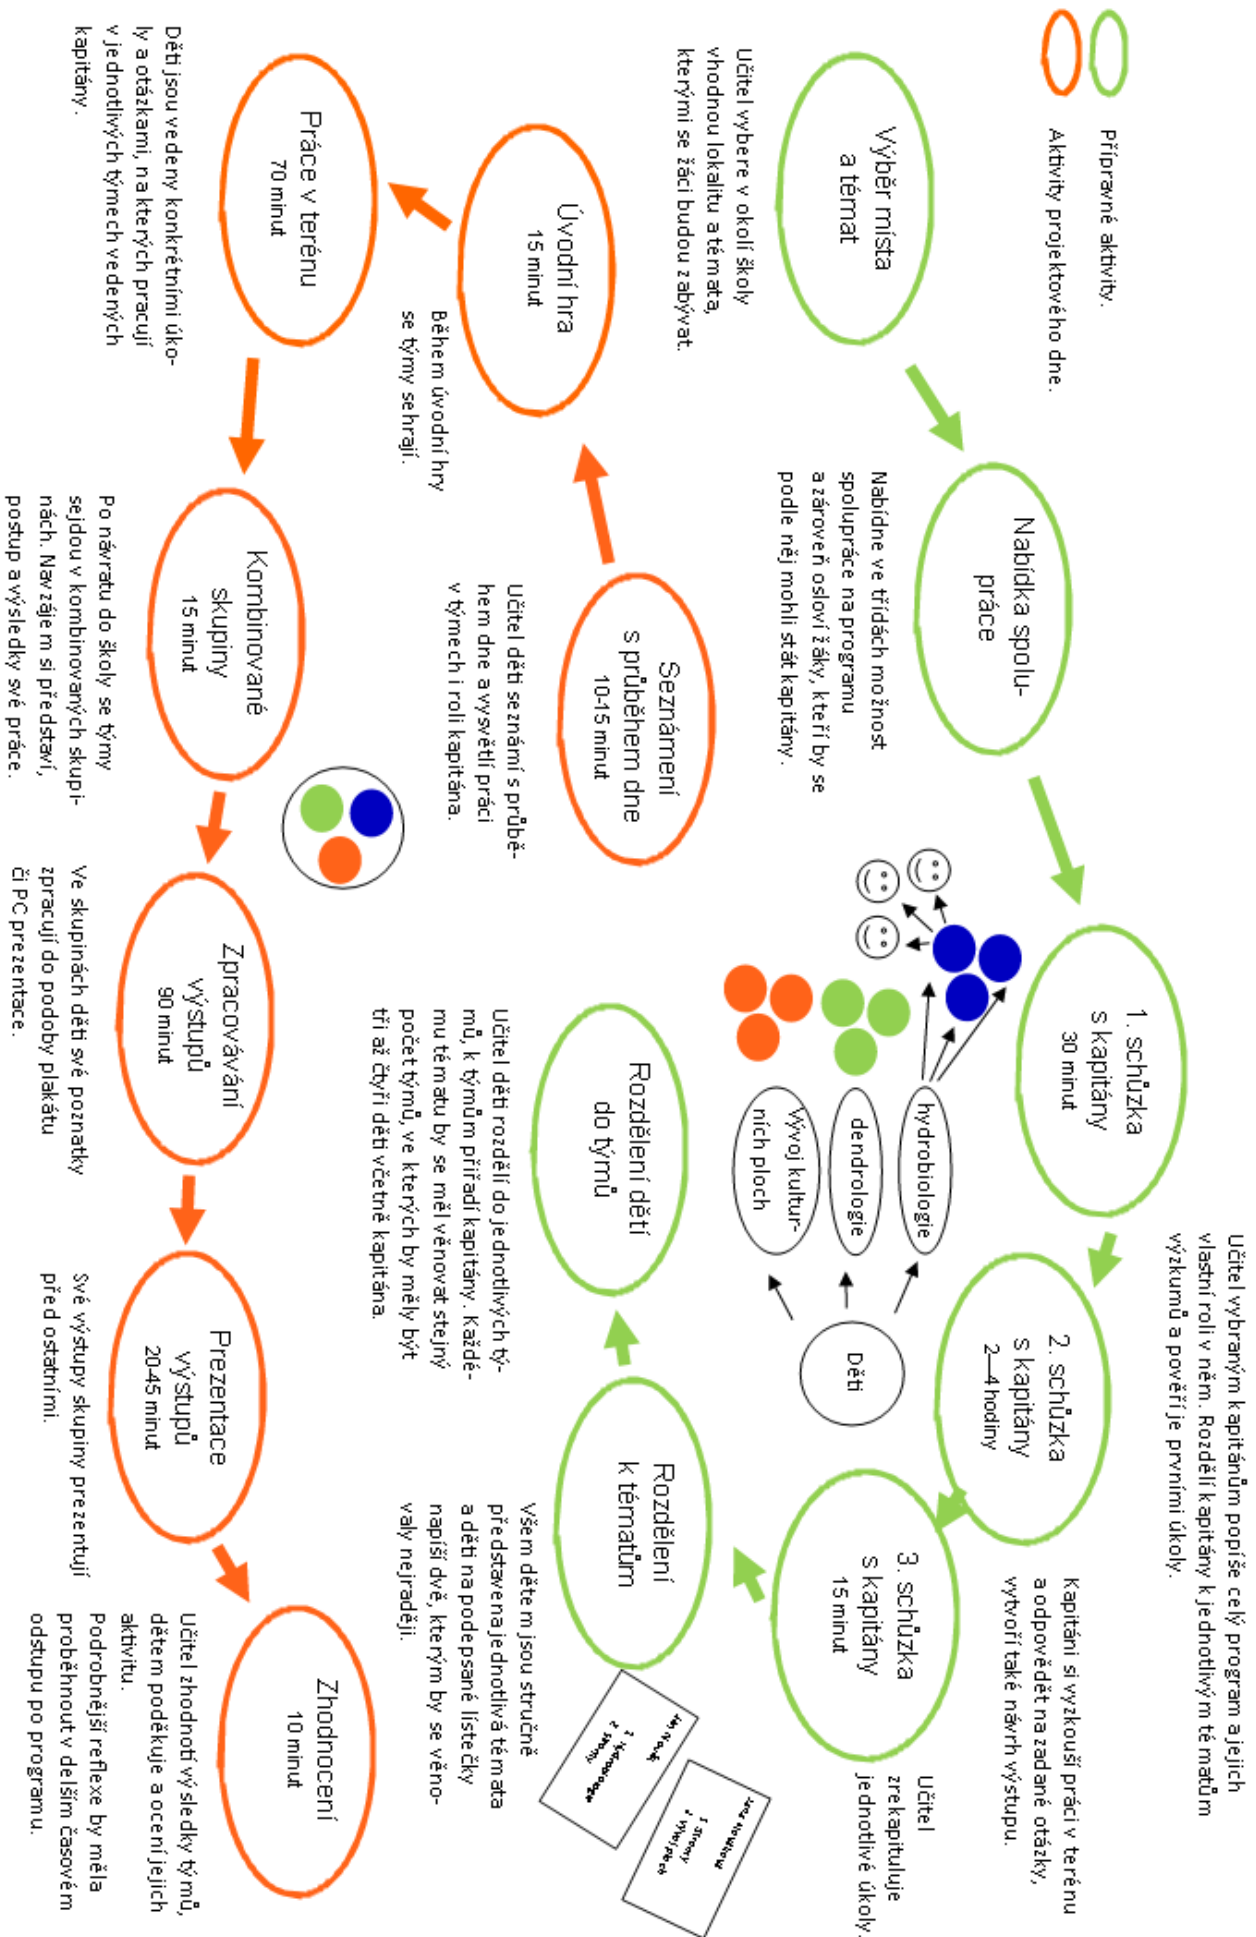 Přípravné aktivity.
Aktivity projektového dne.
Výběr místa
a témat
Učitel vybere v okolí školy
vhodnou lokalitu a témata,
kterými se žáci budou zabývat.
Nabídka spolu-
práce
Nabídne ve třídách možnost
spolupráce na programu
a zároveň osloví žáky, kteří by se
podle něj mohli stát kapitány.
1. schůzka
s kapitány
30 minut
Učitel vybraným kapitánům popíše celý program a jejich
vlastní roli v něm. Rozdělí kapitány k jednotlivým tématům
výzkumů a pověří je prvními úkoly.
2. schůzka
s kapitány
2—4 hodiny
Kapitáni si vyzkouší práci v terénu
a odpovědět na zadané otázky,
vytvoří také návrh výstupu.
3. schůzka
s kapitány
15 minut
Učitel
zrekapituluje
jednotlivé úkoly.
hydrobiologie
dendrologie
Vývoj kultur-
ních ploch
Děti
Rozdělení
k tématům
Všem dětem jsou stručně
představena jednotlivá témata
a děti na podepsané lístečky
napíší dvě, kterým by se věno-
valy nejraději.
1 Hydrobiologie
2 stromy
1 Stromy
2 vývoj ploch
Rozdělení dětí
do týmů
Učitel děti rozdělí do jednotlivých tý-
mů, k týmům přiřadí kapitány. Každé-
mu tématu by se měl věnovat stejný
počet týmů, ve kterých by měly být
tři až čtyři děti včetně kapitána.
Seznámení
s průběhem dne
10-15 minut
Učitel děti seznámí s průbě-
hem dne a vysvětlí práci
v týmech i roli kapitána.
Úvodní hra
15 minut
Během úvodní hry
se týmy sehrají.
Práce v terénu
70 minut
Děti jsou vedeny konkrétními úko-
ly a otázkami, na kterých pracují
v jednotlivých týmech vedených
kapitány.
Kombinované
skupiny
15 minut
Po návratu do školy se týmy
sejdou v kombinovaných skupi-
nách. Navzájem si představí,
postup a výsledky své práce.
Zpracovávání
výstupů
90 minut
Ve skupinách děti své poznatky
zpracují do podoby plakátu
či PC prezentace.
Prezentace
výstupů
20-45 minut
Své výstupy skupiny prezentují
před ostatními.
Zhodnocení
10 minut
Učitel zhodnotí výsledky týmů,
dětem poděkuje a ocení jejich
aktivitu.
Podrobnější reflexe by měla
proběhnout v delším časovém
odstupu po programu.